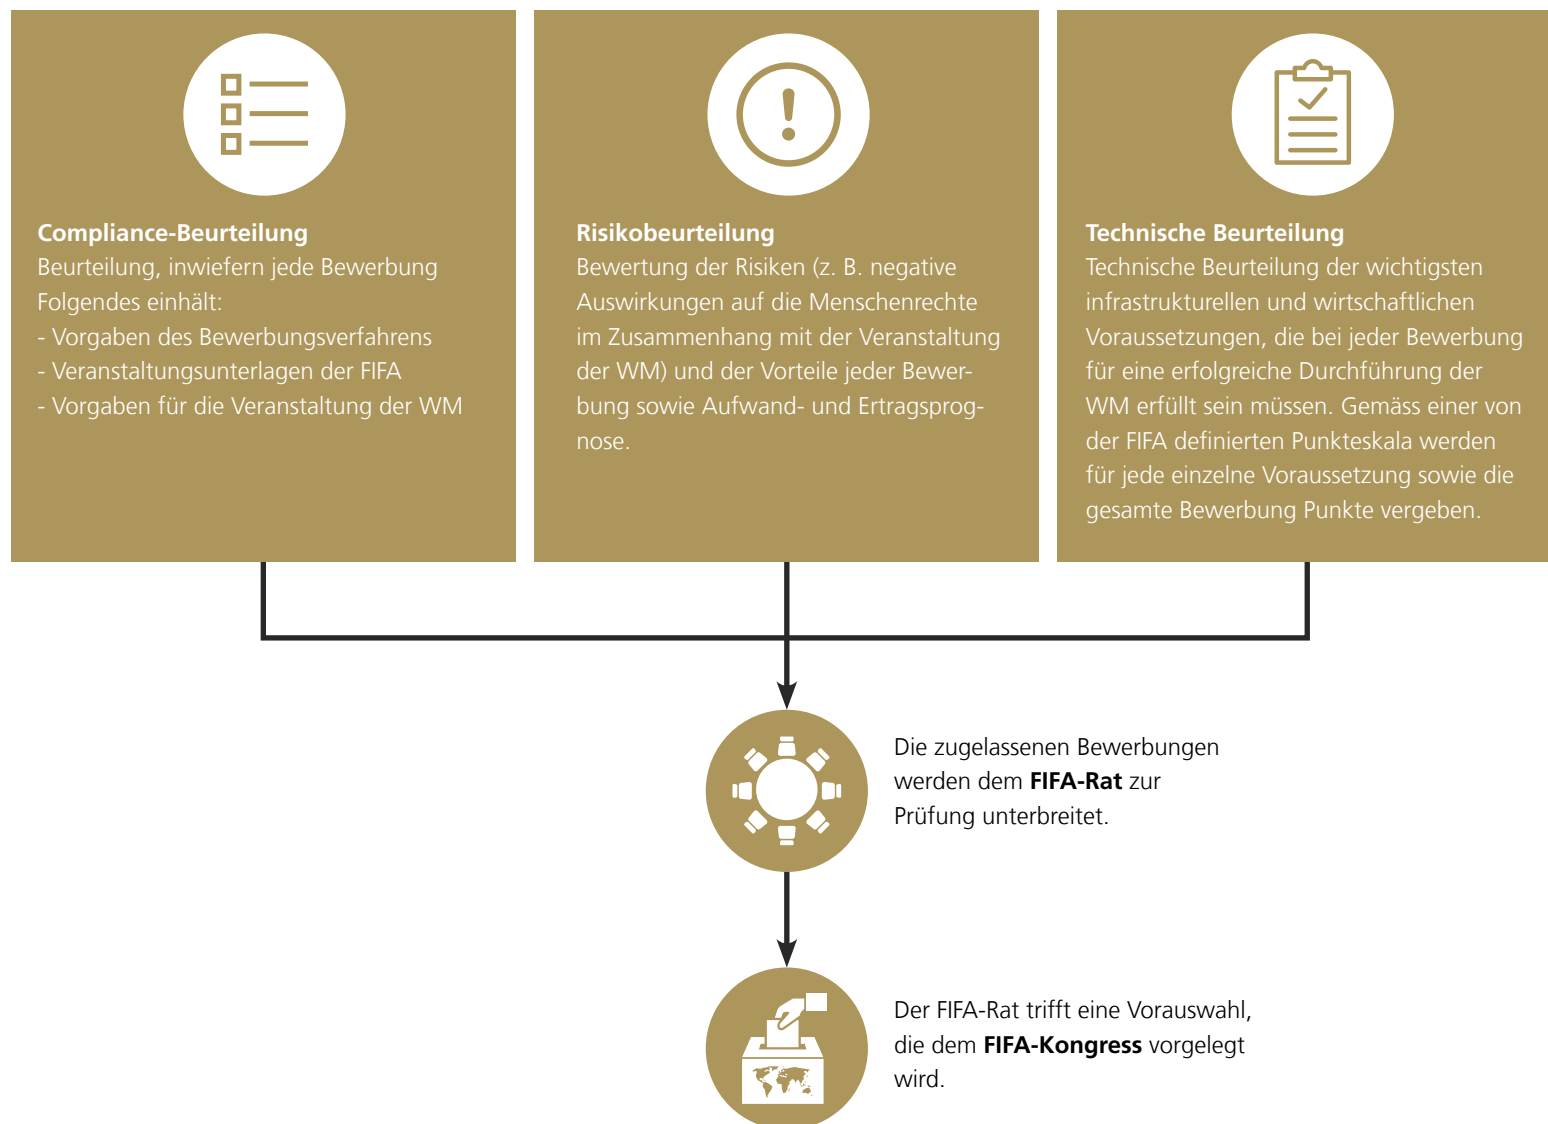 Compliance-Beurteilung
Beurteilung, inwiefern jede Bewerbung
Folgendes einhält:
- Vorgaben des Bewerbungsverfahrens
- Veranstaltungsunterlagen der FIFA
- Vorgaben für die Veranstaltung der WM
Risikobeurteilung
Bewertung der Risiken (z. B. negative
Auswirkungen auf die Menschenrechte
im Zusammenhang mit der Veranstaltung
der WM) und der Vorteile jeder Bewer-
bung sowie Aufwand- und Ertragsprog-
nose.
Technische Beurteilung
Technische Beurteilung der wichtigsten
infrastrukturellen und wirtschaftlichen
Voraussetzungen, die bei jeder Bewerbung
für eine erfolgreiche Durchführung der
WM erfüllt sein müssen. Gemäss einer von
der FIFA definierten Punkteskala werden
für jede einzelne Voraussetzung sowie die
gesamte Bewerbung Punkte vergeben.
Die zugelassenen Bewerbungen
werden dem FIFA-Rat zur
Prüfung unterbreitet.
Der FIFA-Rat trifft eine Vorauswahl,
die dem FIFA-Kongress vorgelegt
wird.